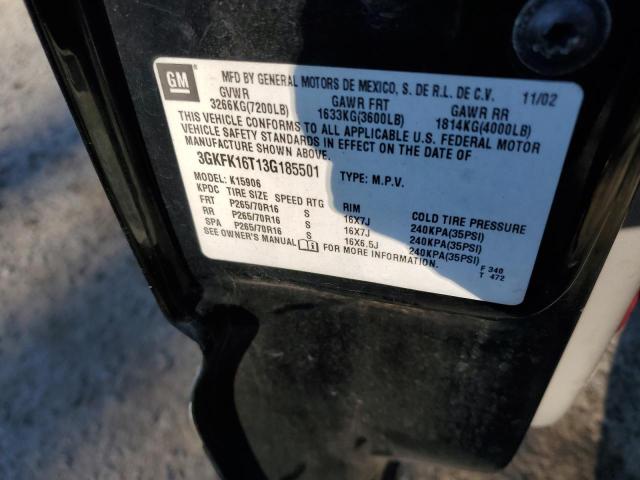 GM
MFD BY GENERAL MOTORS DE MEXICO, S. DE R.L. DE C.V. 11/02
GVWR GAWR FRT GAWR RR
3266KG(7200LB) 1633KG(3600LB) 1814KG(4000LB)
THIS VEHICLE CONFORMS TO ALL APPLICABLE U.S. FEDERAL MOTOR
VEHICLE SAFETY STANDARDS IN EFFECT ON THE DATE OF
MANUFACTURE SHOWN ABOVE.
3GKFK16T13G185501 TYPE: M.P.V.
MODEL: K15906
KPDC TIRE SIZE SPEED RTG RIM COLD TIRE PRESSURE
FRT P265/70R16 S 16X7J 240KPA(35PSI)
RR P265/70R16 S 16X7J 240KPA(35PSI)
SPA P265/70R16 S 16X6.5J 240KPA(35PSI)
SEE OWNER'S MANUAL FOR MORE INFORMATION.
F 340
T 472